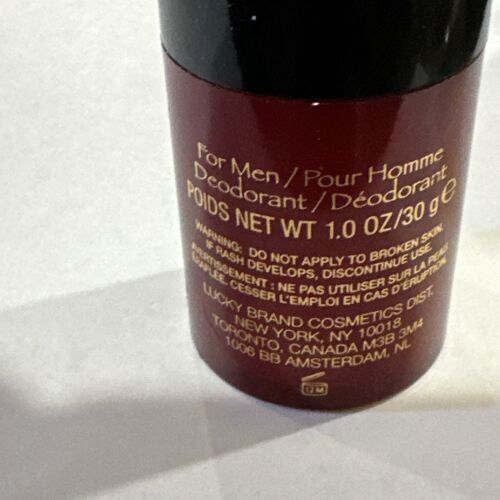 For Men / Pour Homme
Deodorant / Déodorant
POIDS NET WT 1.0 OZ/30 g e
WARNING: DO NOT APPLY TO BROKEN SKIN.
IF RASH DEVELOPS, DISCONTINUE USE.
AVERTISSEMENT : NE PAS UTILISER SUR LA PEAU
ÉRAFLÉE. CESSER L'EMPLOI EN CAS D'ÉRUPTION.
LUCKY BRAND COSMETICS DIST.
NEW YORK, NY 10018
TORONTO, CANADA M3B 3M4
1006 BB AMSTERDAM, NL
12 M